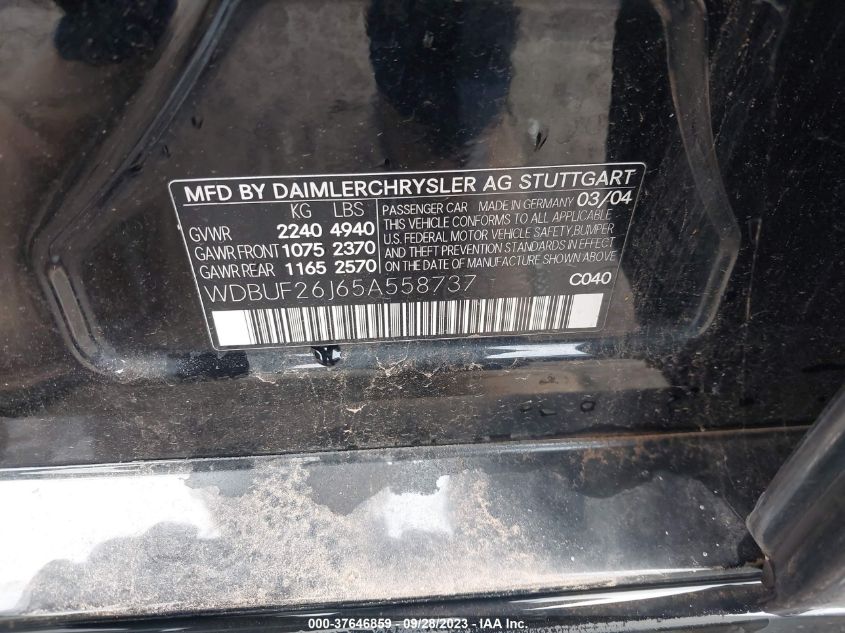 MFD BY DAIMLERCHRYSLER AG STUTTGART
KG LBS
GVWR 2240 4940
GAWR FRONT 1075 2370
GAWR REAR 1165 2570
PASSENGER CAR MADE IN GERMANY 03/04
THIS VEHICLE CONFORMS TO ALL APPLICABLE
U.S. FEDERAL MOTOR VEHICLE SAFETY, BUMPER
AND THEFT PREVENTION STANDARDS IN EFFECT
ON THE DATE OF MANUFACTURE SHOWN ABOVE
WDBUF26J65A558737 C040
000-37646859 - 09/28/2023 - IAA Inc.